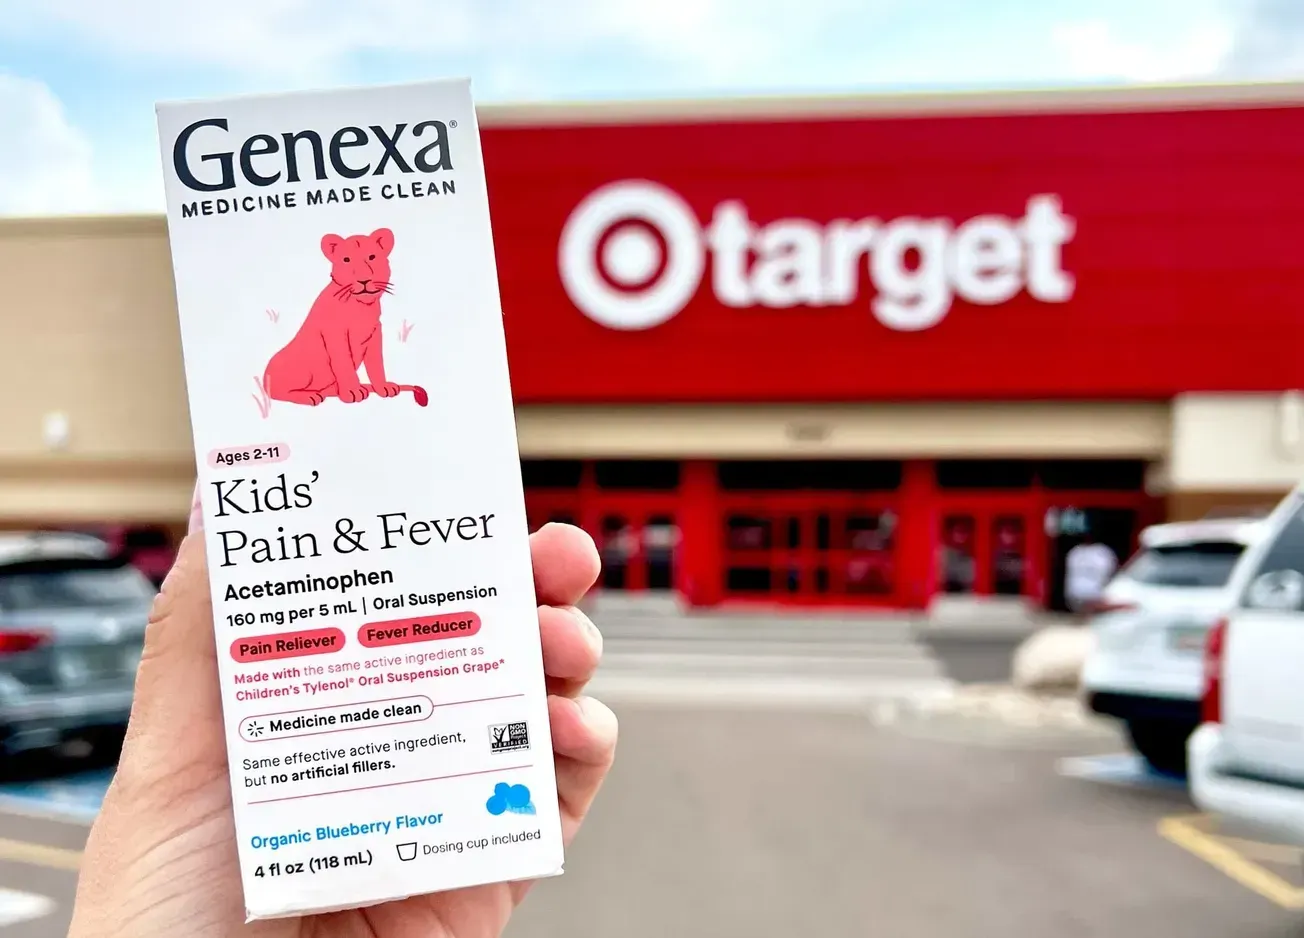 Genexa®
MEDICINE MADE CLEAN
Ages 2-11
Kids'
Pain & Fever
Acetaminophen
160 mg per 5 mL | Oral Suspension
Pain Reliever Fever Reducer
Made with the same active ingredient as
Children's Tylenol® Oral Suspension Grape*
Medicine made clean
Same effective active ingredient,
but no artificial fillers.
NON
GMO
VERIFIED
Organic Blueberry Flavor
4 fl oz (118 mL) Dosing cup included
target